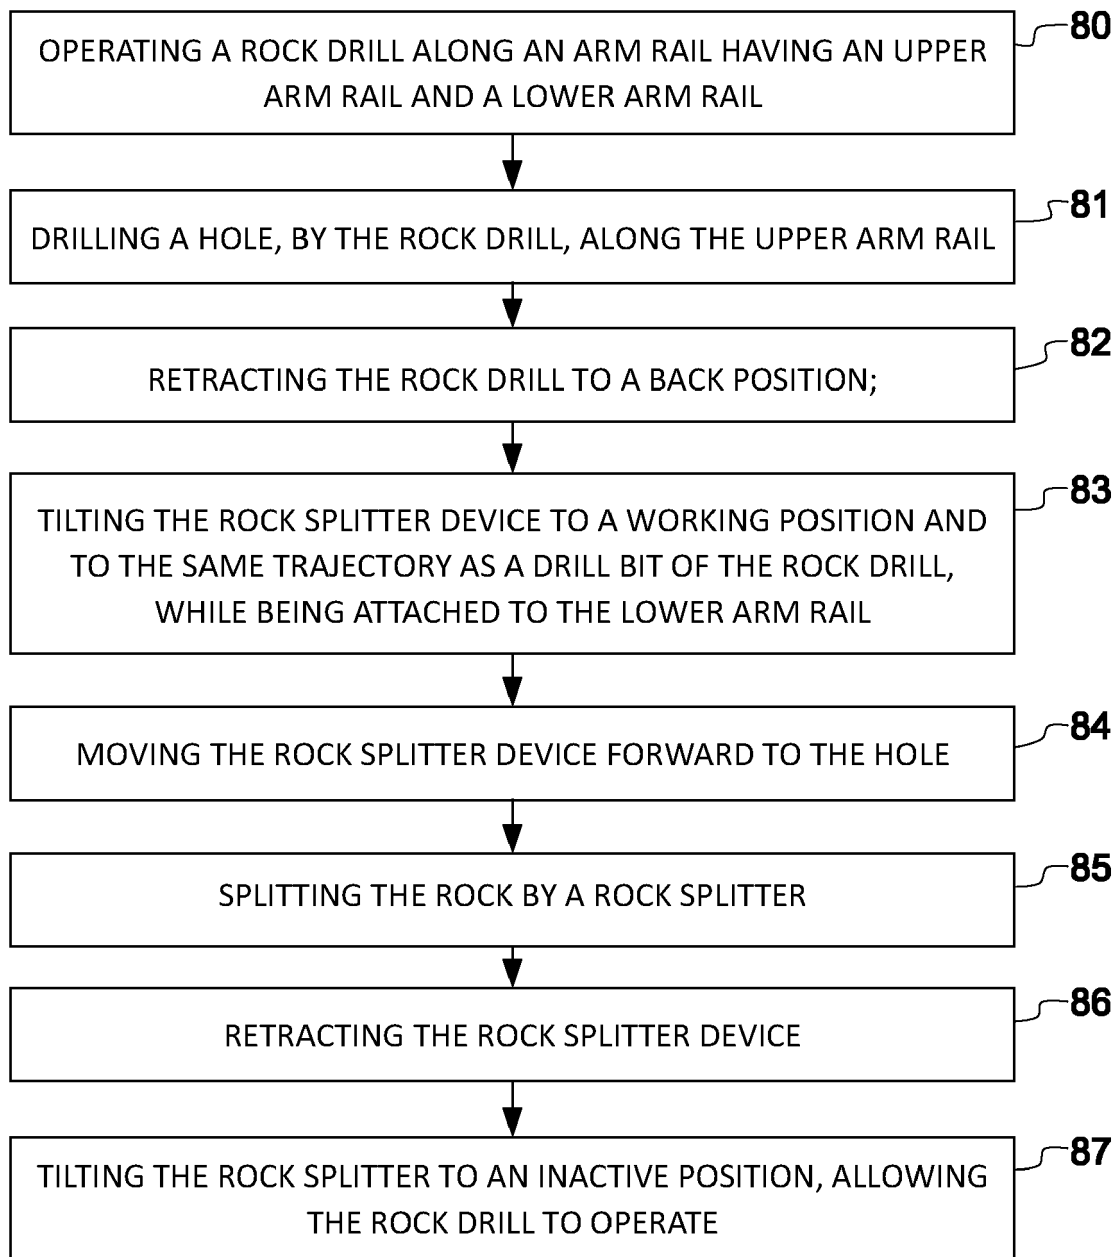 80
OPERATING A ROCK DRILL ALONG AN ARM RAIL HAVING AN UPPER
ARM RAIL AND A LOWER ARM RAIL
81
DRILLING A HOLE, BY THE ROCK DRILL, ALONG THE UPPER ARM RAIL
82
RETRACTING THE ROCK DRILL TO A BACK POSITION;
83
TILTING THE ROCK SPLITTER DEVICE TO A WORKING POSITION AND
TO THE SAME TRAJECTORY AS A DRILL BIT OF THE ROCK DRILL,
WHILE BEING ATTACHED TO THE LOWER ARM RAIL
84
MOVING THE ROCK SPLITTER DEVICE FORWARD TO THE HOLE
85
SPLITTING THE ROCK BY A ROCK SPLITTER
86
RETRACTING THE ROCK SPLITTER DEVICE
87
TILTING THE ROCK SPLITTER TO AN INACTIVE POSITION, ALLOWING
THE ROCK DRILL TO OPERATE